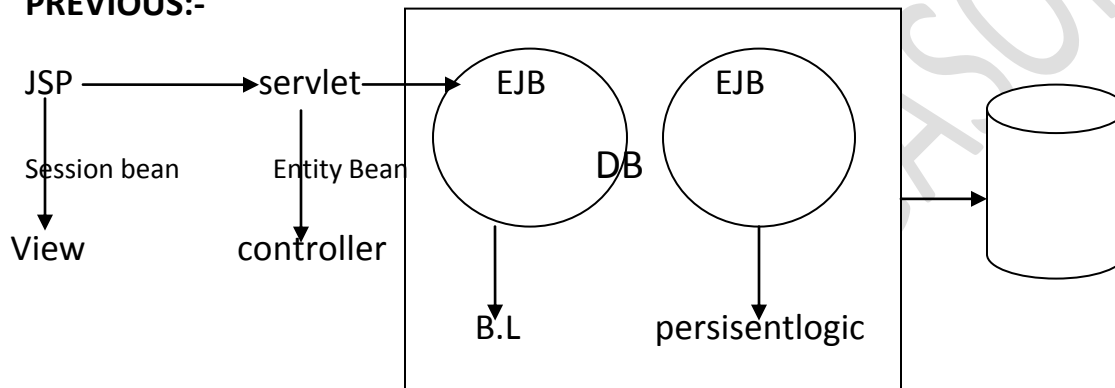 PREVIOUS:-
JSP servlet EJB EJB
Session bean Entity Bean DB
View controller
B.L persisentlogic